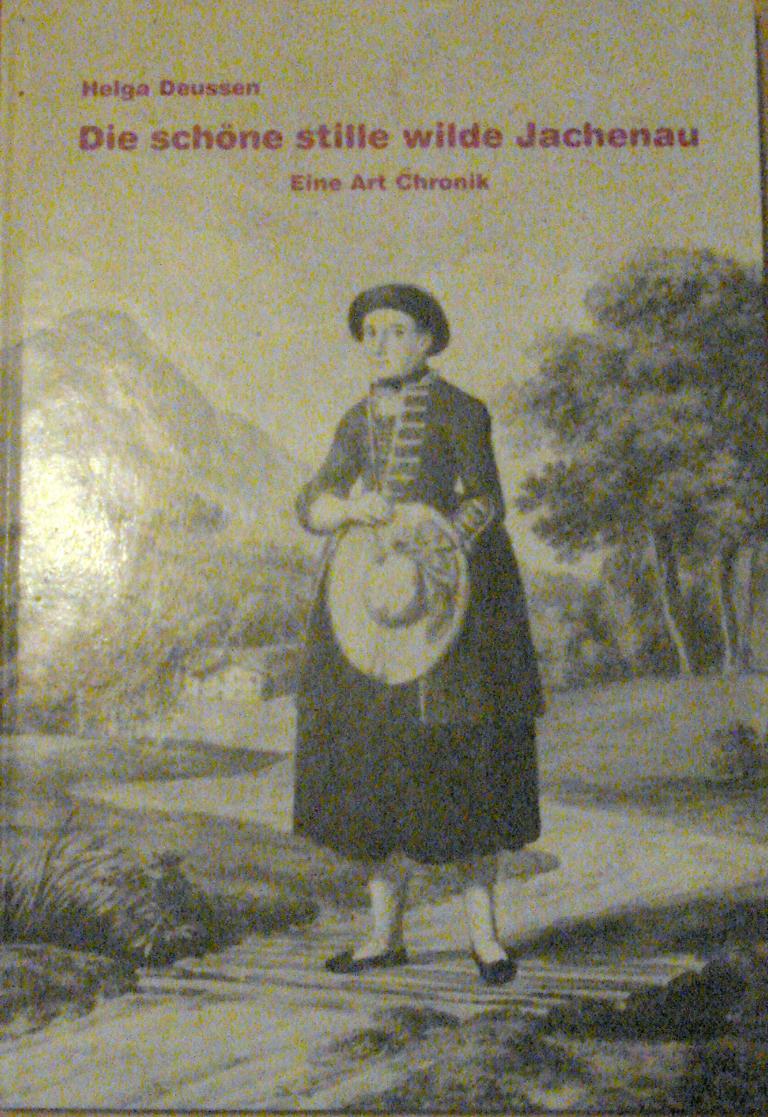 Helga Deussen
Die schöne stille wilde Jachenau
Eine Art Chronik